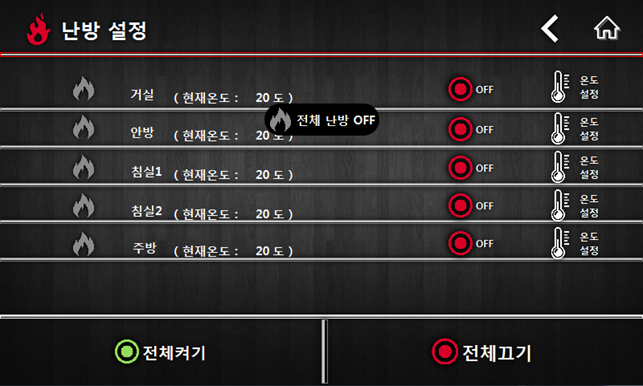 난방 설정
거실 ( 현재온도 : 20 도 ) OFF 온도
설정
전체 난방 OFF
안방 ( 현재온도 : 20 도 ) OFF 온도
설정
침실1 ( 현재온도 : 20 도 ) OFF 온도
설정
침실2 ( 현재온도 : 20 도 ) OFF 온도
설정
주방 ( 현재온도 : 20 도 ) OFF 온도
설정
전체켜기 전체끄기